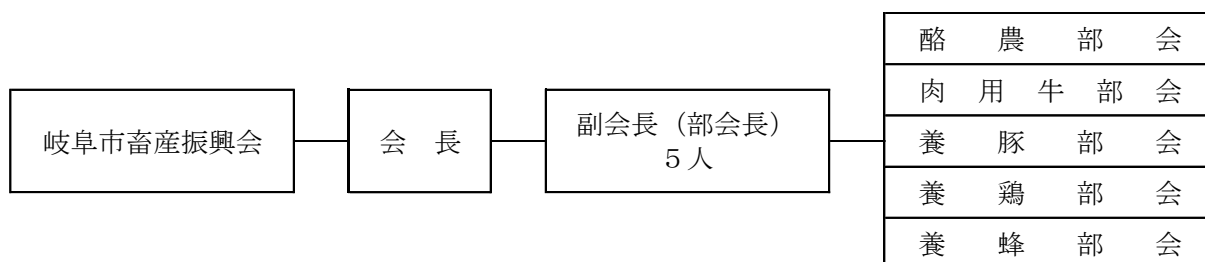 岐阜市畜産振興会
会長
副会長（部会長）
５人
酪農部会
肉用牛部会
養豚部会
養鶏部会
養蜂部会